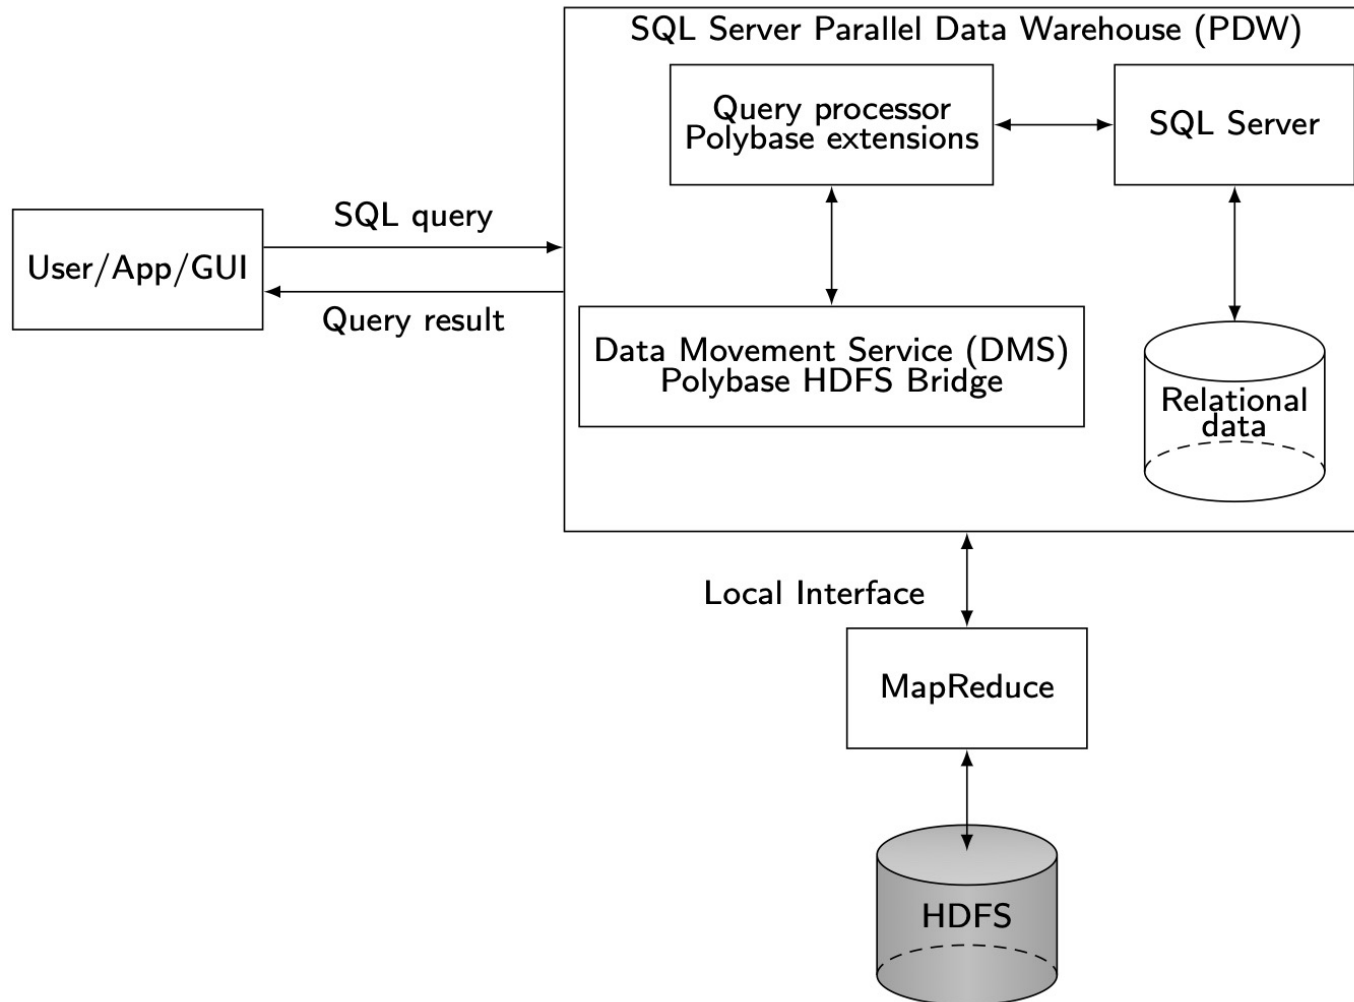 SQL Server Parallel Data Warehouse (PDW)
Query processor
Polybase extensions
SQL Server
SQL query
User/App/GUI
Query result
Data Movement Service (DMS)
Polybase HDFS Bridge
Relational
data
Local Interface
MapReduce
HDFS